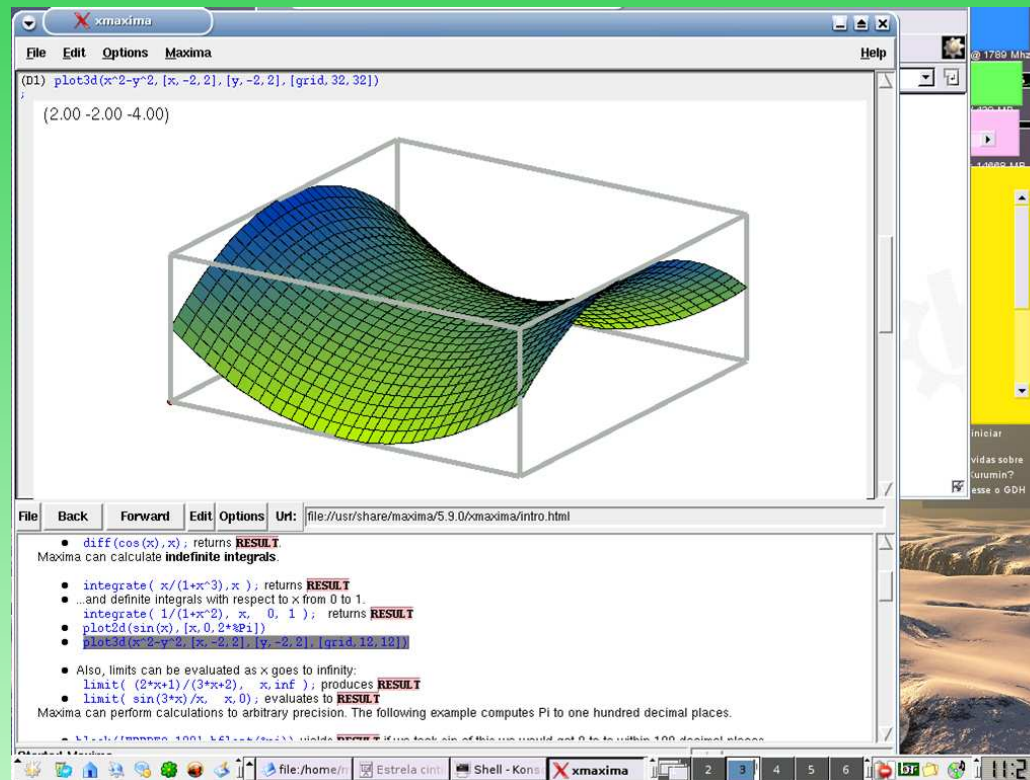 xmaxima
File Edit Options Maxima Help
@ 1789 Mhz
(D1) plot3d(x^2-y^2,[x,-2,2],[y,-2,2],[grid,32,32])
;
(2.00 -2.00 -4.00)
iniciar
vidas sobre
Kurumin?
esse o GDH
File Back Forward Edit Options Url: file://usr/share/maxima/5.9.0/xmaxima/intro.html
• diff(cos(x),x); returns RESULT.
Maxima can calculate indefinite integrals.
• integrate( x/(1+x^3),x ); returns RESULT
• ...and definite integrals with respect to x from 0 to 1.
integrate( 1/(1+x^2), x, 0, 1 ); returns RESULT
• plot2d(sin(x),[x,0,2*%Pi])
• plot3d(x^2-y^2,[x,-2,2],[y,-2,2],[grid,12,12])
• Also, limits can be evaluated as x goes to infinity:
limit( (2*x+1)/(3*x+2), x,inf ); produces RESULT
• limit( sin(3*x)/x, x,0); evaluates to RESULT
Maxima can perform calculations to arbitrary precision. The following example computes Pi to one hundred decimal places.
Started Maxima
file:/home/r Estrela cint Shell - Kons xmaxima 2 3 4 5 6 br